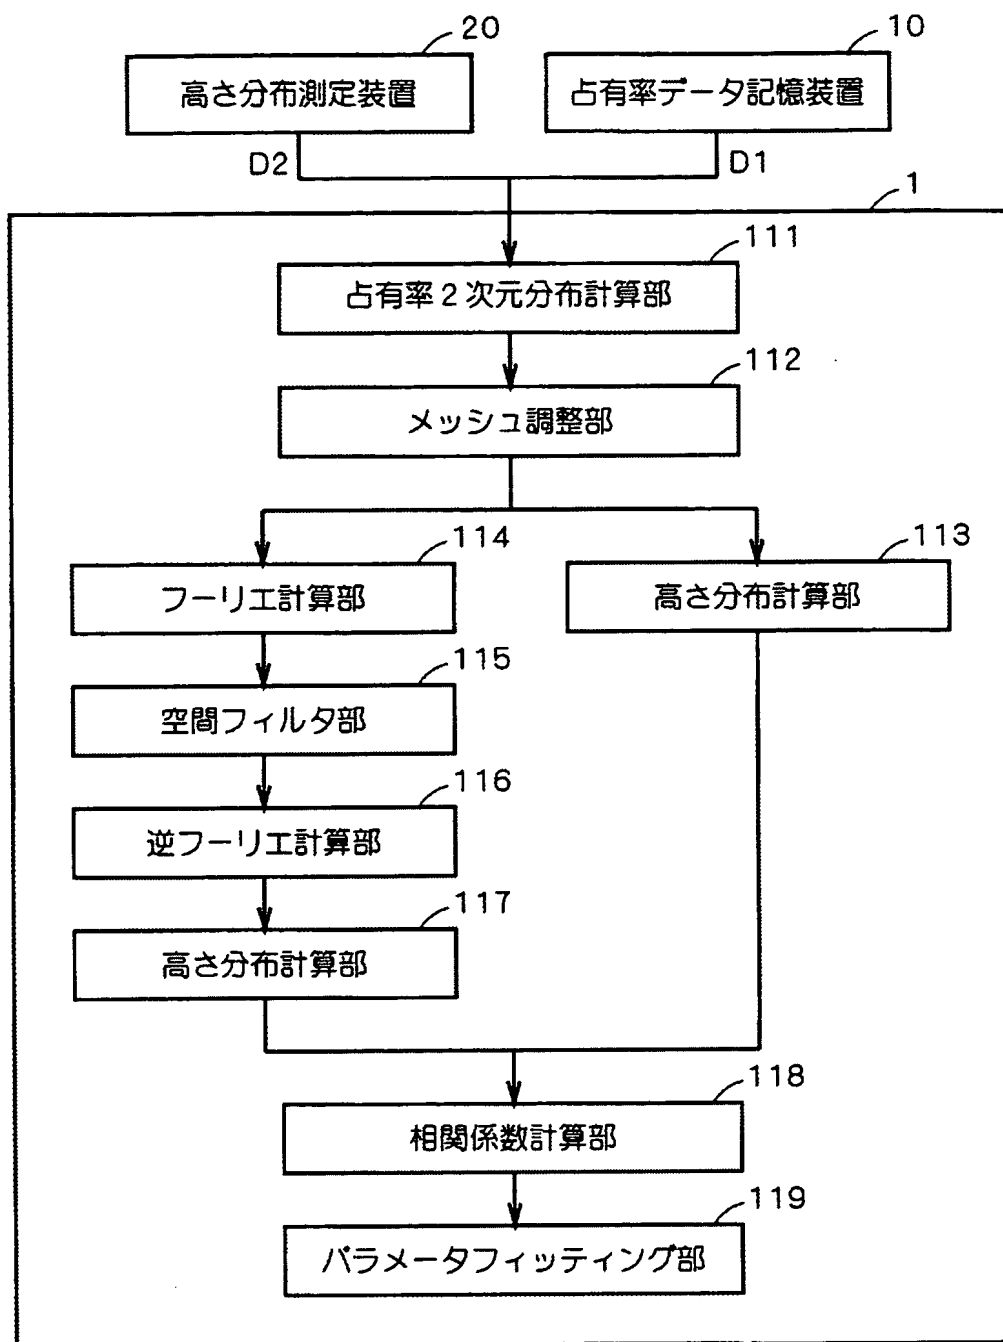 20
10
高さ分布測定装置
占有率データ記憶装置
D2
D1
1
111
占有率2次元分布計算部
112
メッシュ調整部
114
113
フーリエ計算部
高さ分布計算部
115
空間フィルタ部
116
逆フーリエ計算部
117
高さ分布計算部
118
相関係数計算部
119
パラメータフィッティング部